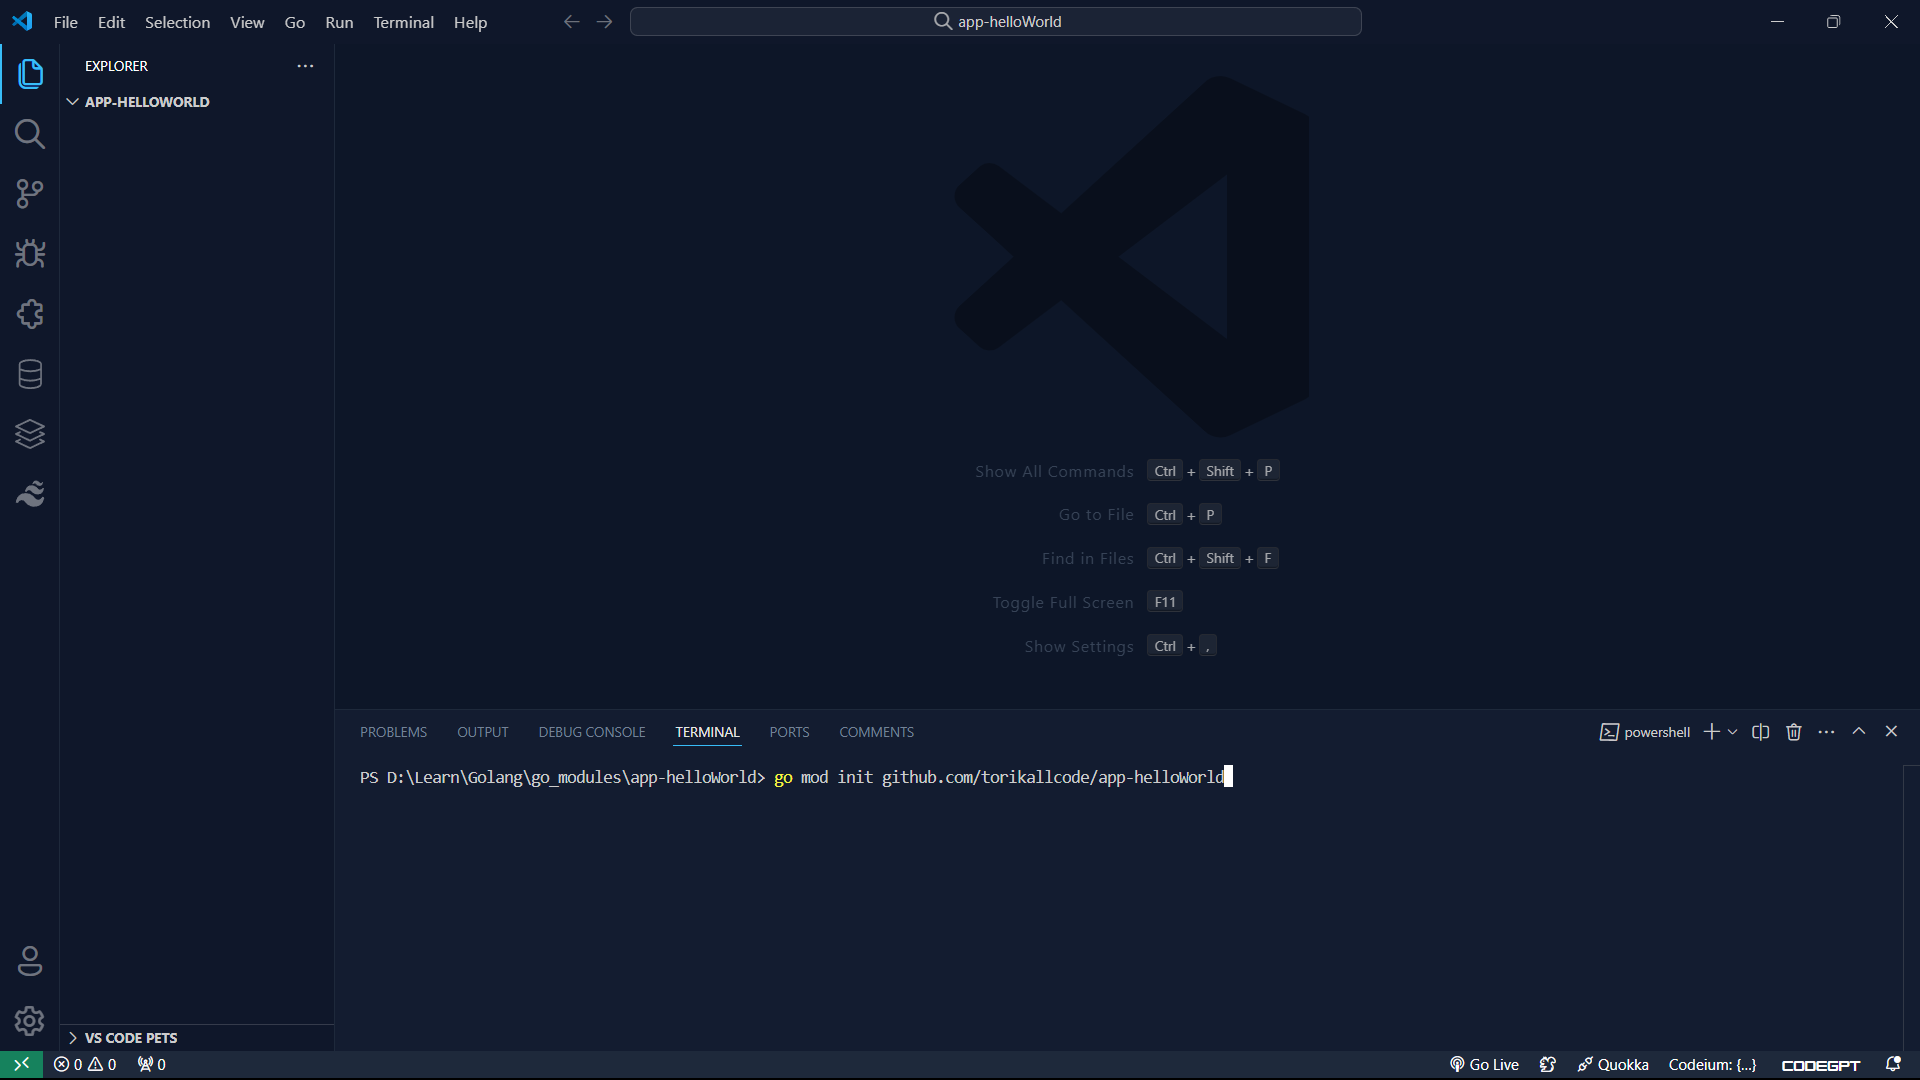 File Edit Selection View Go Run Terminal Help
app-helloWorld
EXPLORER
APP-HELLOWORLD
Show All Commands Ctrl + Shift + P
Go to File Ctrl + P
Find in Files Ctrl + Shift + F
Toggle Full Screen F11
Show Settings Ctrl + ,
PROBLEMS OUTPUT DEBUG CONSOLE TERMINAL PORTS COMMENTS
powershell
PS D:\Learn\Golang\go_modules\app-helloWorld> go mod init github.com/torikallcode/app-helloWorld
VS CODE PETS
0 0 0
Go Live Quokka Codeium: {...} CODEGPT